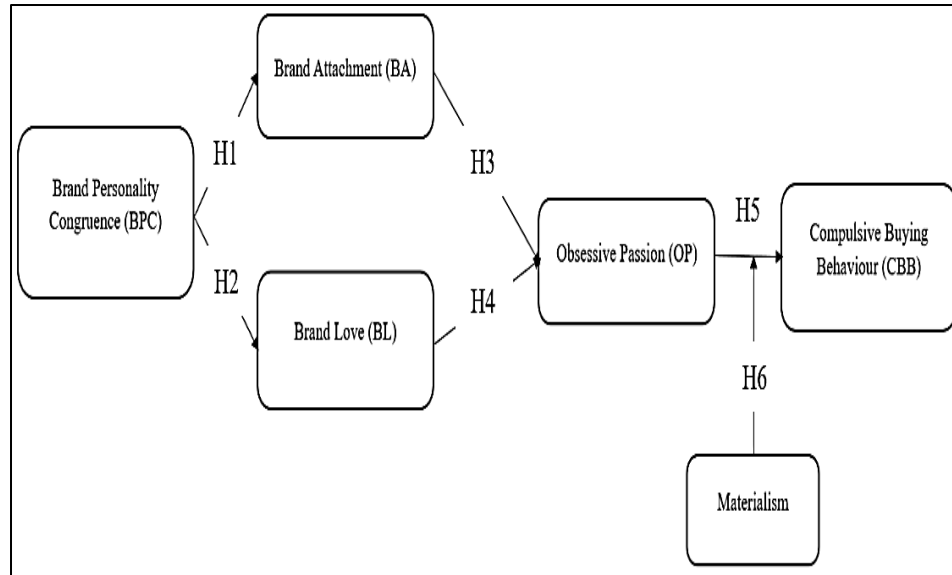 Brand Attachment (BA)
H1
H3
Brand Personality
Congruence (BPC)
H5
Obsessive Passion (OP)
Compulsive Buying
Behaviour (CBB)
H2
H4
Brand Love (BL)
H6
Materialism